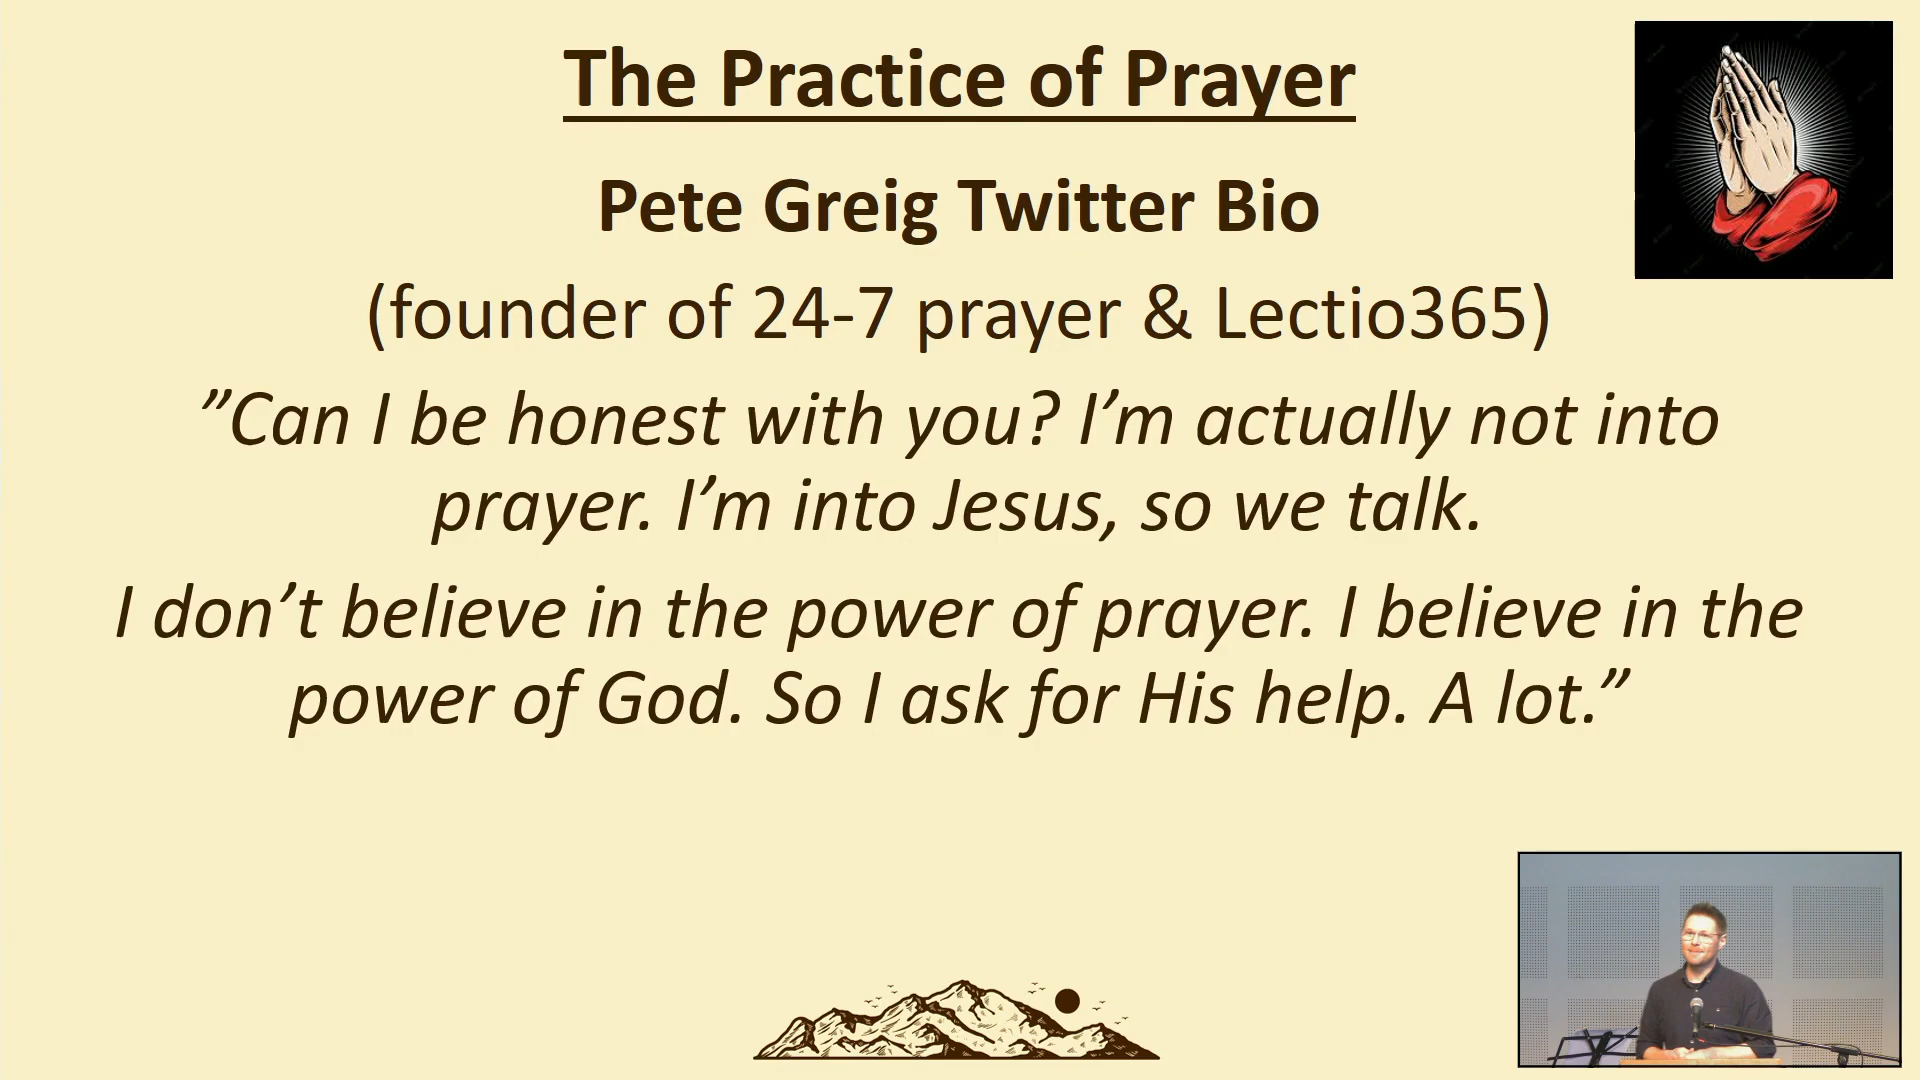 The Practice of Prayer
Pete Greig Twitter Bio
(founder of 24-7 prayer & Lectio365)
”Can I be honest with you? I’m actually not into
prayer. I’m into Jesus, so we talk.
I don’t believe in the power of prayer. I believe in the
power of God. So I ask for His help. A lot.”